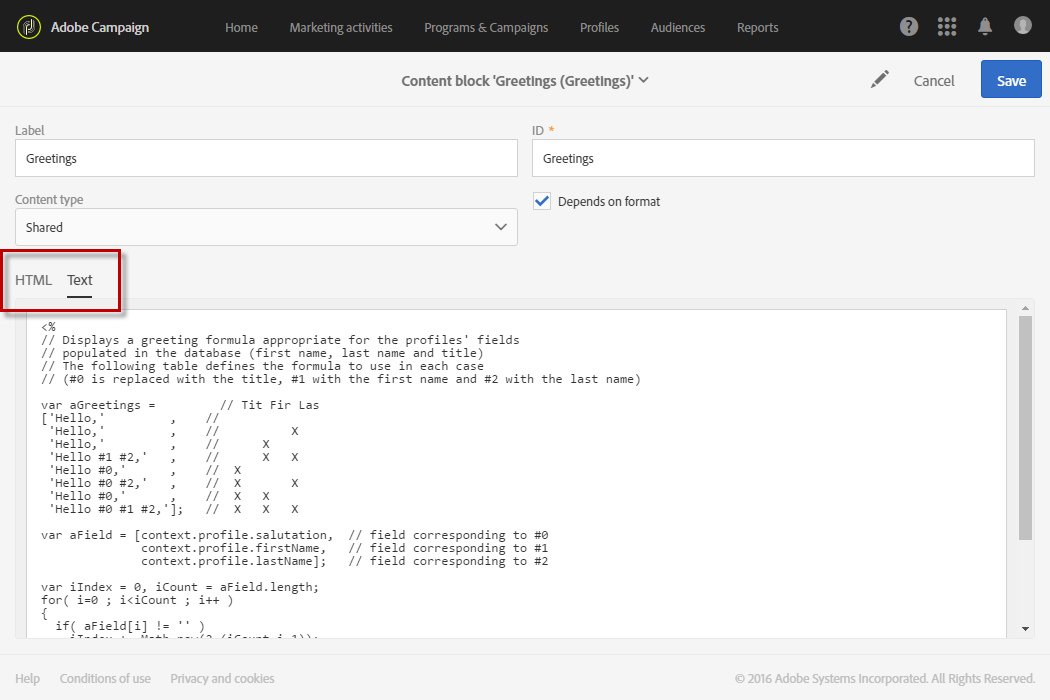 Adobe Campaign
Home
Marketing activities
Programs & Campaigns
Profiles
Audiences
Reports
?
Content block 'Greetings (Greetings)'
Cancel
Save
Label
ID *
Greetings
Greetings
Content type
Shared
Depends on format
HTML
Text
<%
// Displays a greeting formula appropriate for the profiles' fields
// populated in the database (first name, last name and title)
// The following table defines the formula to use in each case
// (#0 is replaced with the title, #1 with the first name and #2 with the last name)
var aGreetings =         // Tit Fir Las
['Hello,'         ,    //
 'Hello,'         ,    //          X
 'Hello,'         ,    //      X
 'Hello #1 #2,'   ,    //      X   X
 'Hello #0,'      ,    //  X
 'Hello #0 #2,'   ,    //  X       X
 'Hello #0,'      ,    //  X   X
 'Hello #0 #1 #2,'];   //  X   X   X
var aField = [context.profile.salutation,  // field corresponding to #0
              context.profile.firstName,   // field corresponding to #1
              context.profile.lastName];   // field corresponding to #2
var iIndex = 0, iCount = aField.length;
for( i=0 ; i<iCount ; i++ )
{
  if( aField[i] != '' )
Help
Conditions of use
Privacy and cookies
© 2016 Adobe Systems Incorporated. All Rights Reserved.